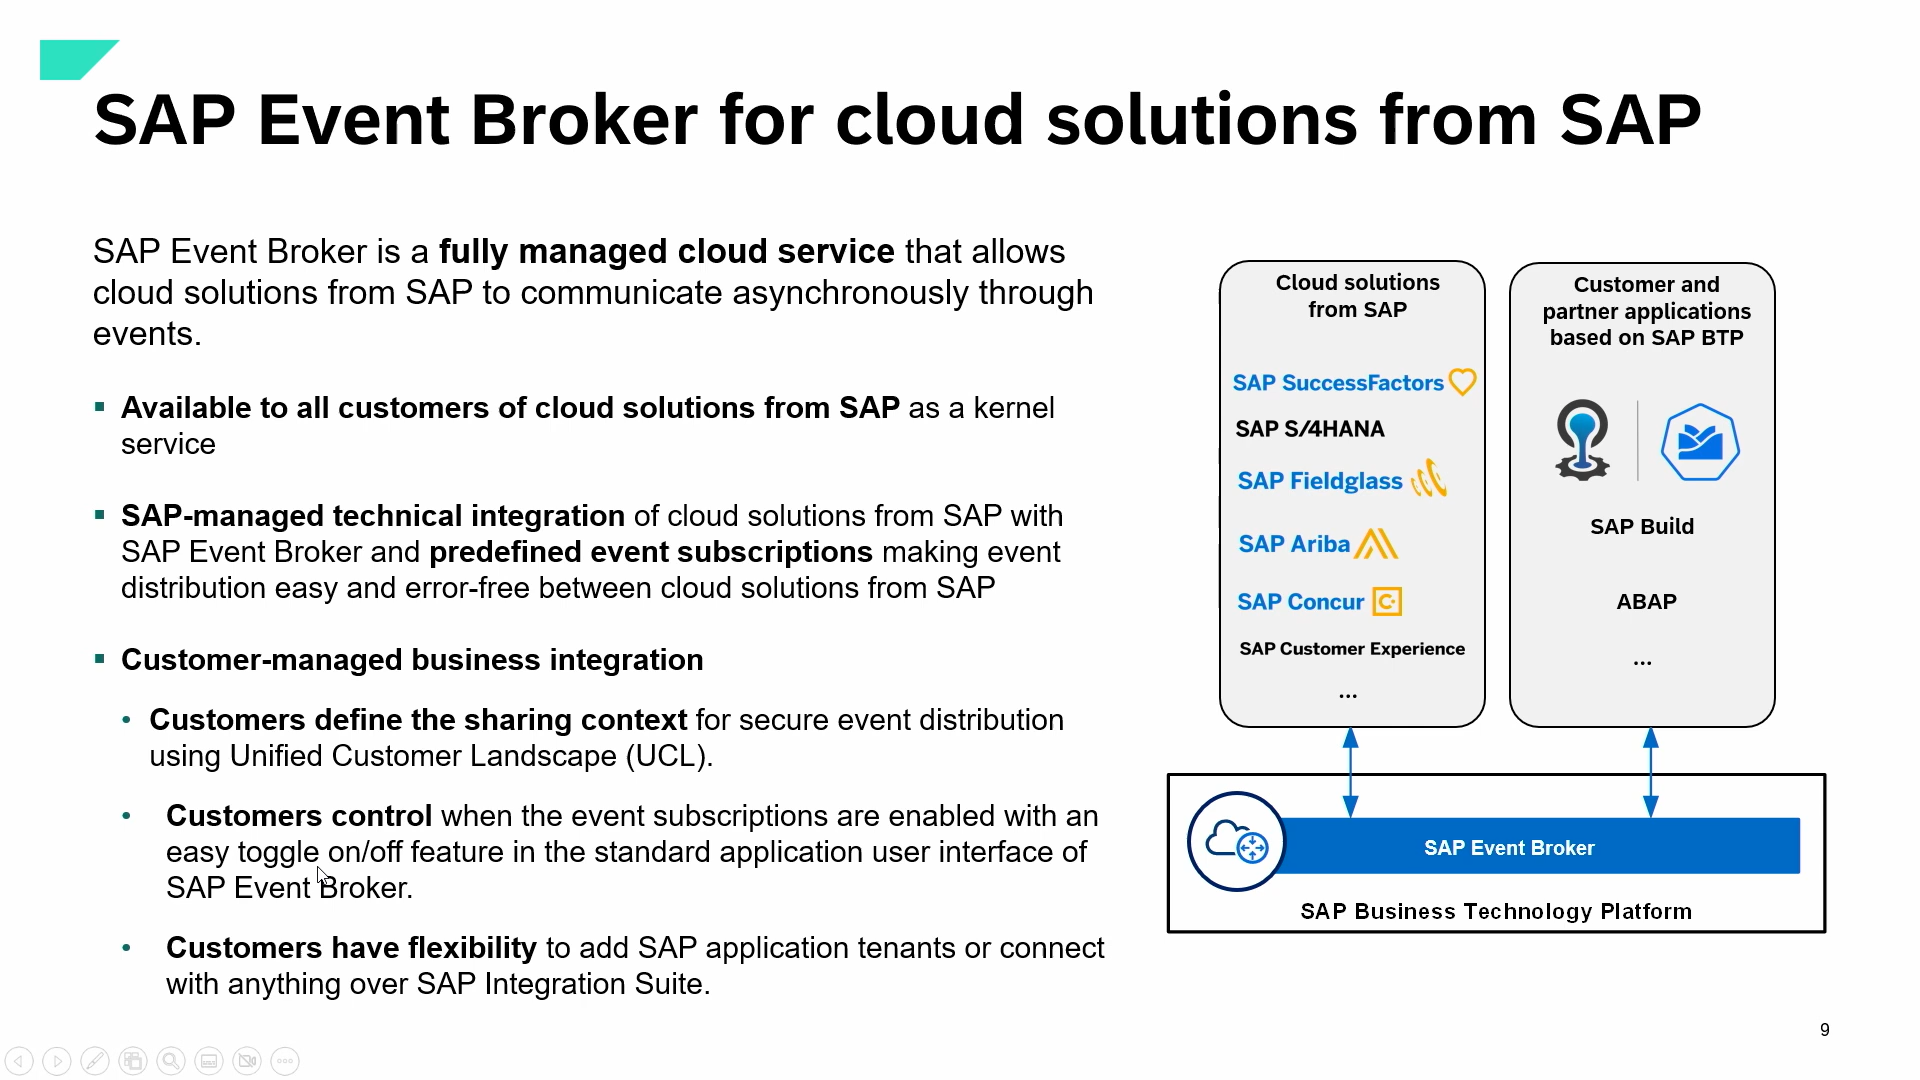 SAP Event Broker for cloud solutions from SAP
SAP Event Broker is a fully managed cloud service that allows
cloud solutions from SAP to communicate asynchronously through
events.
Available to all customers of cloud solutions from SAP as a kernel
service
SAP-managed technical integration of cloud solutions from SAP with
SAP Event Broker and predefined event subscriptions making event
distribution easy and error-free between cloud solutions from SAP
Customer-managed business integration
Customers define the sharing context for secure event distribution
using Unified Customer Landscape (UCL).
Customers control when the event subscriptions are enabled with an
easy toggle on/off feature in the standard application user interface of
SAP Event Broker.
Customers have flexibility to add SAP application tenants or connect
with anything over SAP Integration Suite.
Cloud solutions
from SAP
SAP SuccessFactors
SAP S/4HANA
SAP Fieldglass
SAP Ariba
SAP Concur
SAP Customer Experience
...
Customer and
partner applications
based on SAP BTP
SAP Build
ABAP
...
SAP Event Broker
SAP Business Technology Platform
9